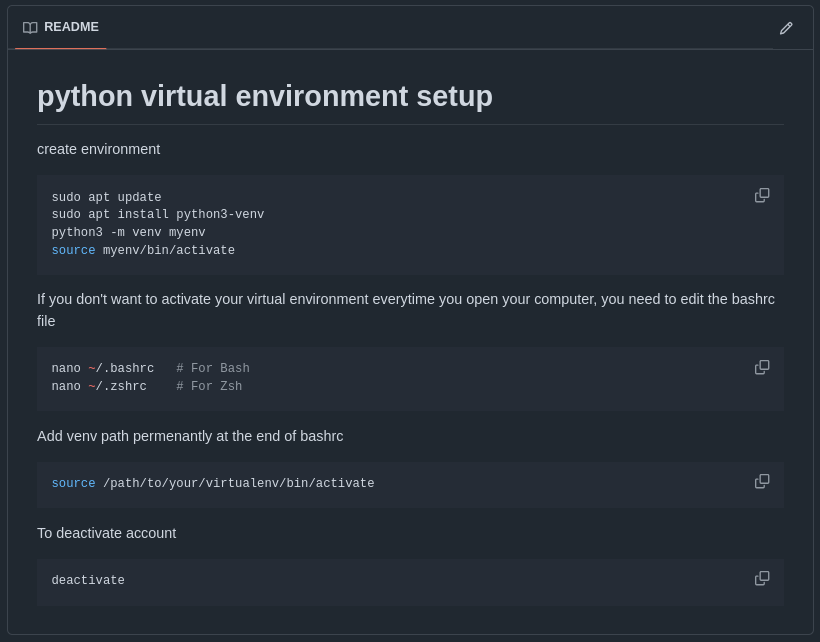 README
python virtual environment setup
create environment
sudo apt update
sudo apt install python3-venv
python3 -m venv myenv
source myenv/bin/activate
If you don't want to activate your virtual environment everytime you open your computer, you need to edit the bashrc
file
nano ~/.bashrc   # For Bash
nano ~/.zshrc    # For Zsh
Add venv path permenantly at the end of bashrc
source /path/to/your/virtualenv/bin/activate
To deactivate account
deactivate